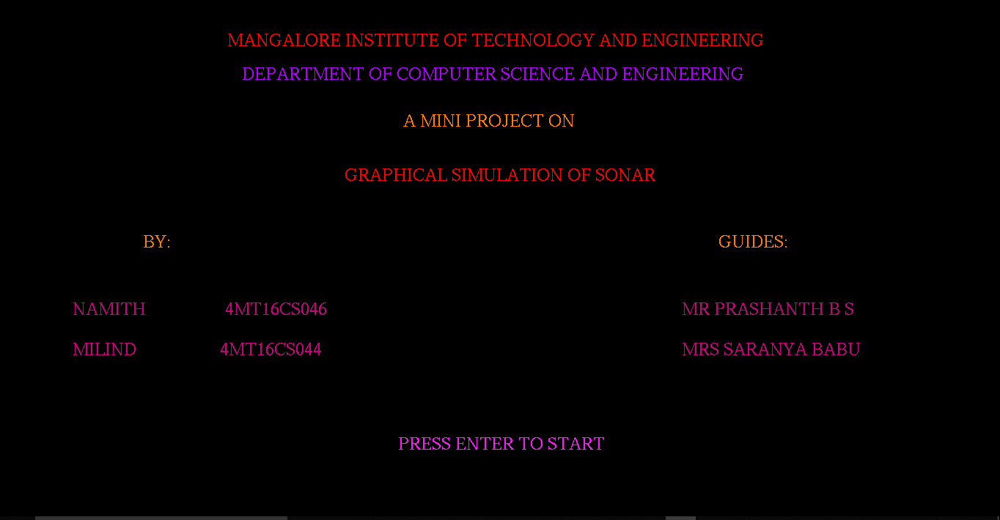 MANGALORE INSTITUTE OF TECHNOLOGY AND ENGINEERING
DEPARTMENT OF COMPUTER SCIENCE AND ENGINEERING
A MINI PROJECT ON
GRAPHICAL SIMULATION OF SONAR
BY: GUIDES:
NAMITH 4MT16CS046 MR PRASHANTH B S
MILIND 4MT16CS044 MRS SARANYA BABU
PRESS ENTER TO START